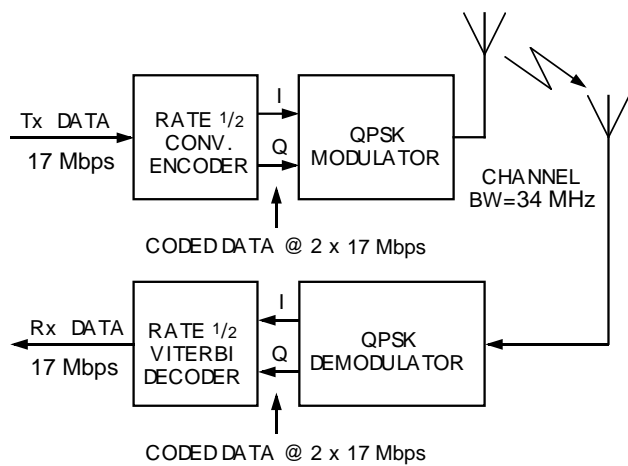 Tx DATA
17 Mbps
RATE 1/2
CONV.
ENCODER
I
Q
QPSK
MODULATOR
CHANNEL
BW=34 MHz
CODED DATA @ 2 x 17 Mbps
Rx DATA
17 Mbps
RATE 1/2
VITERBI
DECODER
I
Q
QPSK
DEMODULATOR
CODED DATA @ 2 x 17 Mbps